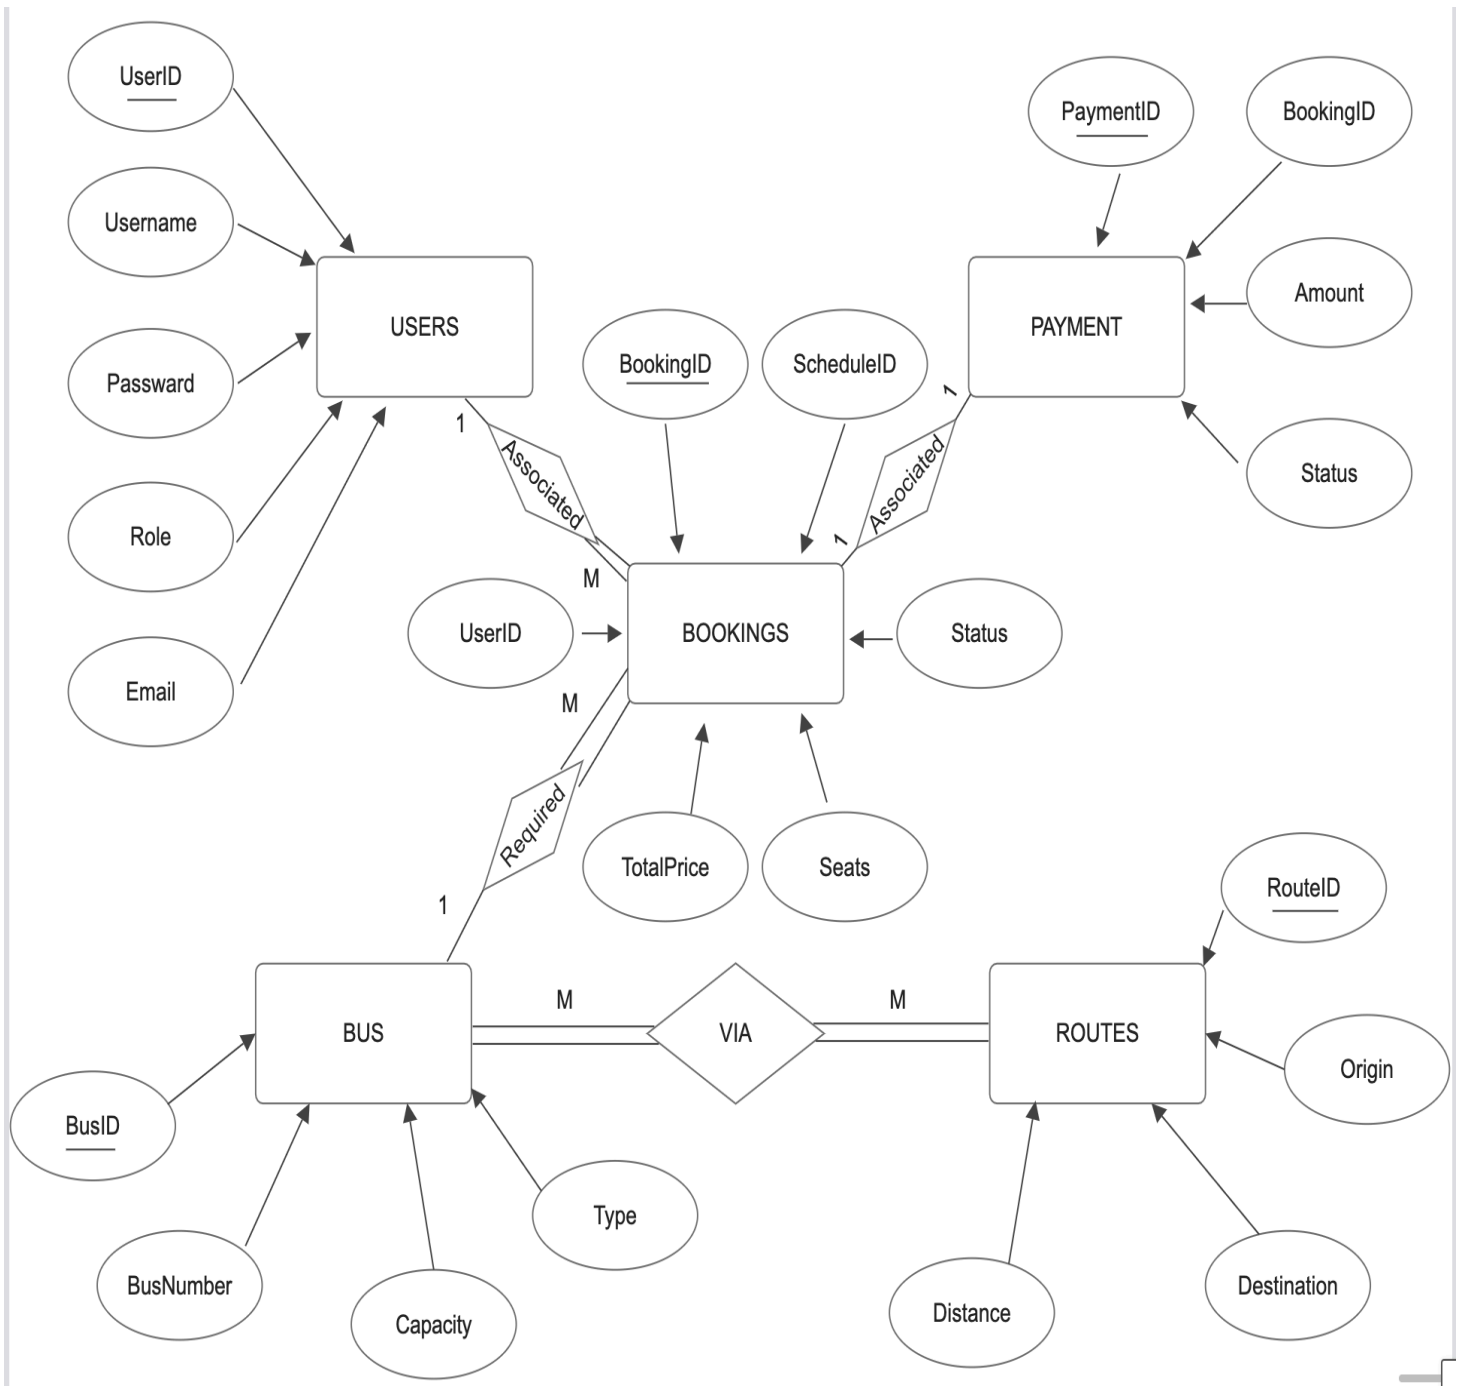 UserID
PaymentID
BookingID
Username
Amount
USERS
PAYMENT
BookingID
ScheduleID
Passward
1
1
Associated
Associated
Status
Role
1
M
UserID
BOOKINGS
Status
Email
M
Required
TotalPrice
Seats
RouteID
1
M
M
BUS
VIA
ROUTES
Origin
BusID
Type
BusNumber
Destination
Capacity
Distance